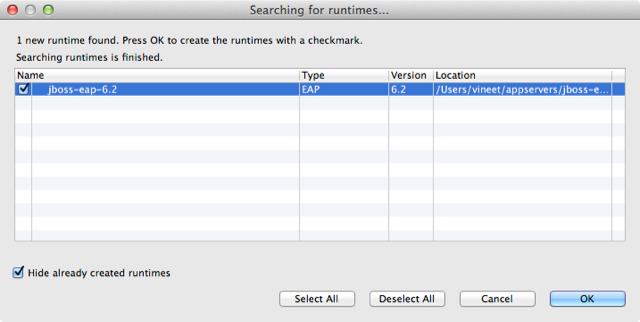 Searching for runtimes...
1 new runtime found. Press OK to create the runtimes with a checkmark.
Searching runtimes is finished.
Name Type Version Location
jboss-eap-6.2 EAP 6.2 /Users/vineet/appservers/jboss-e...
Hide already created runtimes
Select All Deselect All Cancel OK